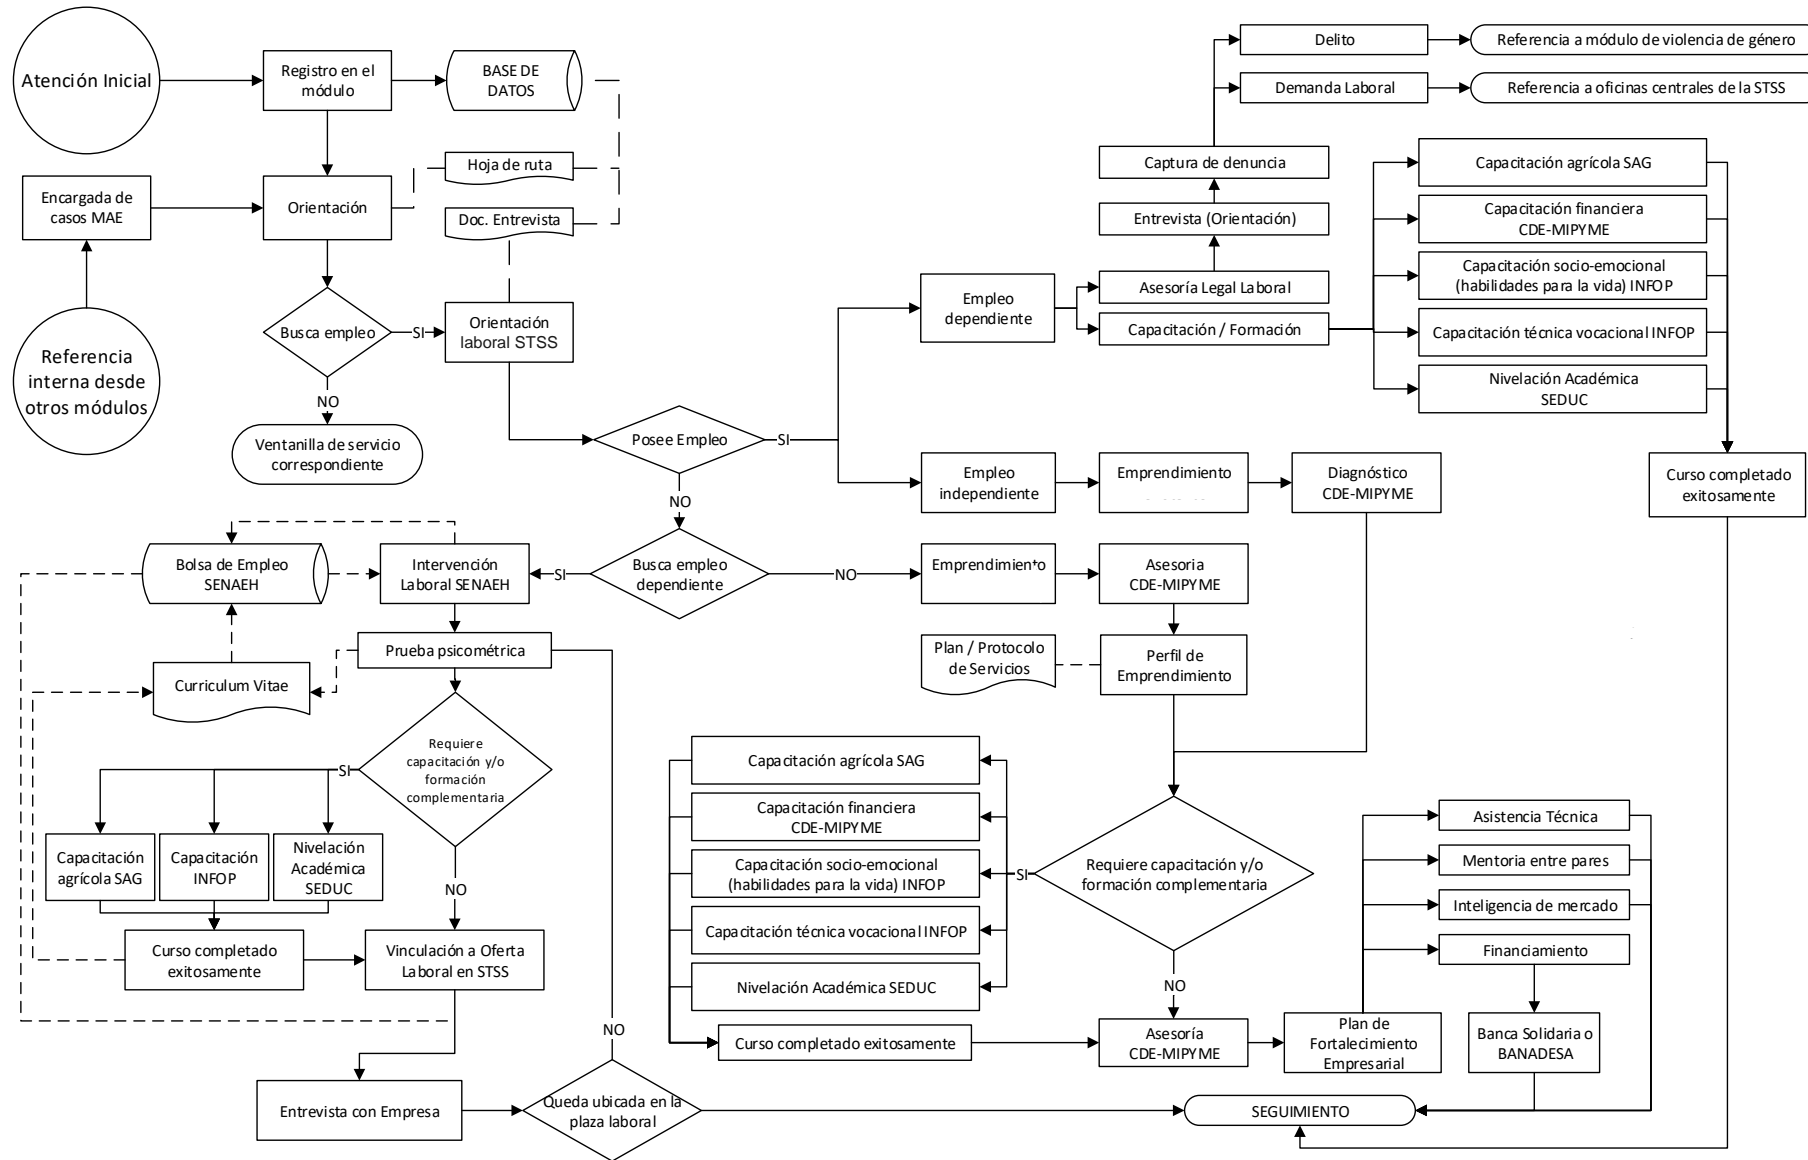 Atención Inicial
Registro en el
módulo
BASE DE
DATOS
Hoja de ruta
Doc. Entrevista
Encargada de
casos MAE
Orientación
Referencia
interna desde
otros módulos
Busca empleo
SI
NO
Ventanilla de servicio
correspondiente
Orientación
laboral STSS
Posee Empleo
SI
NO
Delito
Referencia a módulo de violencia de género
Demanda Laboral
Referencia a oficinas centrales de la STSS
Captura de denuncia
Entrevista (Orientación)
Empleo
dependiente
Asesoría Legal Laboral
Capacitación / Formación
Capacitación agrícola SAG
Capacitación financiera
CDE-MIPYME
Capacitación socio-emocional
(habilidades para la vida) INFOP
Capacitación técnica vocacional INFOP
Nivelación Académica
SEDUC
Curso completado
exitosamente
Empleo
independiente
Emprendimiento
Diagnóstico
CDE-MIPYME
Busca empleo
dependiente
SI
NO
Emprendimiento
Asesoria
CDE-MIPYME
Plan / Protocolo
de Servicios
Perfil de
Emprendimiento
Bolsa de Empleo
SENAEH
Intervención
Laboral SENAEH
Prueba psicométrica
Curriculum Vitae
Requiere
capacitación y/o
formación
complementaria
SI
NO
Capacitación
agrícola SAG
Capacitación
INFOP
Nivelación
Académica
SEDUC
Curso completado
exitosamente
Vinculación a Oferta
Laboral en STSS
Entrevista con Empresa
Queda ubicada en la
plaza laboral
NO
Capacitación agrícola SAG
Capacitación financiera
CDE-MIPYME
Capacitación socio-emocional
(habilidades para la vida) INFOP
Capacitación técnica vocacional INFOP
Nivelación Académica SEDUC
Curso completado exitosamente
Requiere capacitación y/o
formación complementaria
SI
NO
Asesoría
CDE-MIPYME
Plan de
Fortalecimiento
Empresarial
Asistencia Técnica
Mentoria entre pares
Inteligencia de mercado
Financiamiento
Banca Solidaria o
BANADESA
SEGUIMIENTO